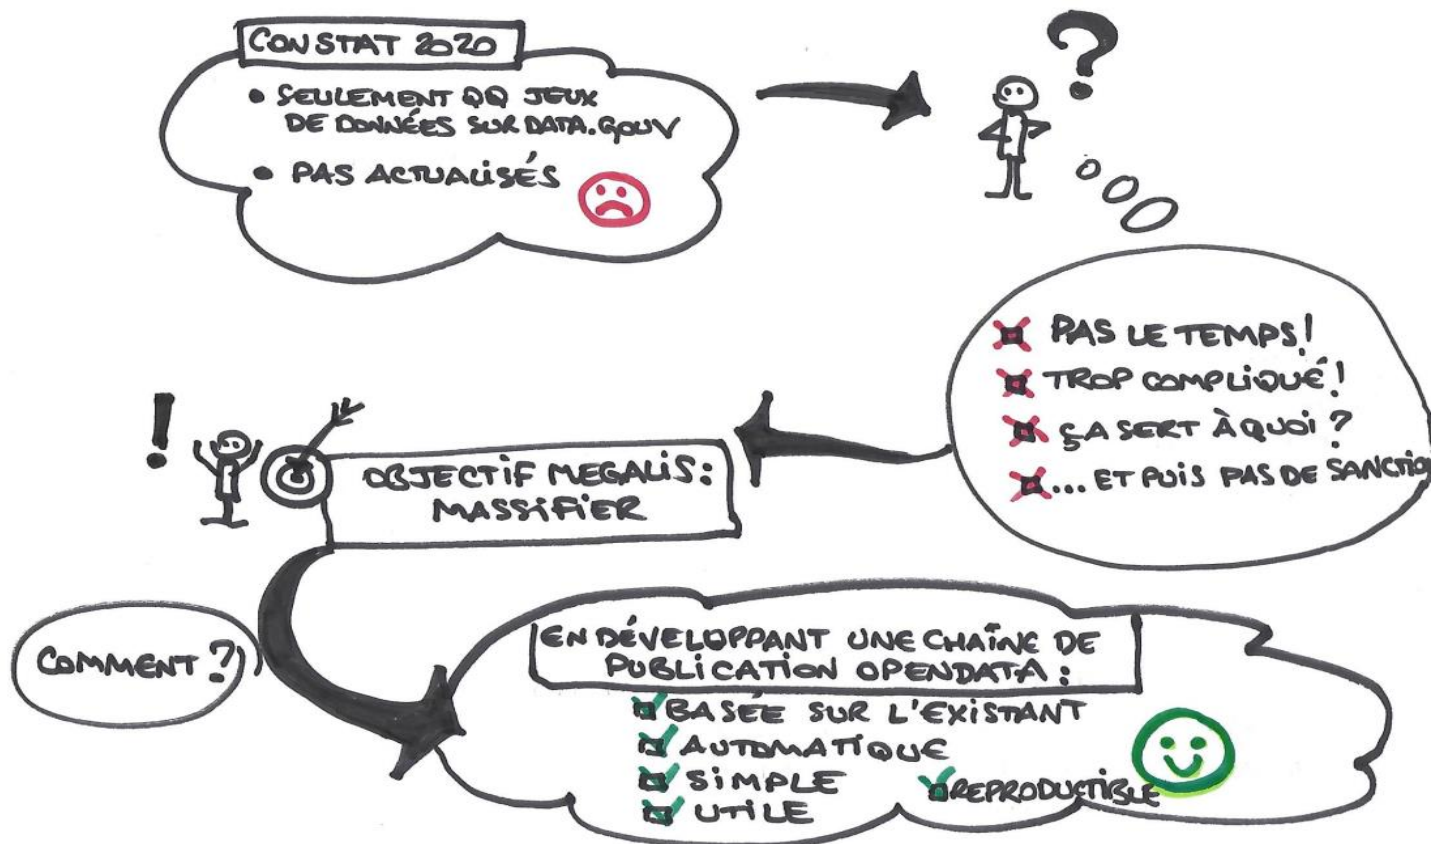 CONSTAT 2020
• SEULEMENT QQ JEUX
DE DONNÉES SUR DATA.GOUV
• PAS ACTUALISÉS
?
PAS LE TEMPS!
TROP COMPLIQUÉ!
ÇA SERT À QUOI?
...ET PUIS PAS DE SANCTIO
!
OBJECTIF MEGALIS:
MASSIFIER
COMMENT?
EN DÉVELOPPANT UNE CHAÎNE DE
PUBLICATION OPENDATA:
BASÉE SUR L'EXISTANT
AUTOMATIQUE
SIMPLE
REPRODUCTIBLE
UTILE